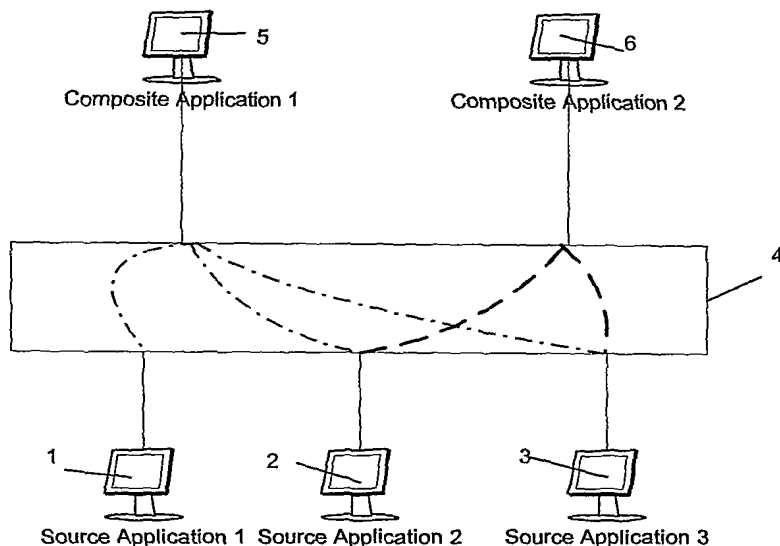 5
6
Composite Application 1
Composite Application 2
4
1
2
3
Source Application 1
Source Application 2
Source Application 3